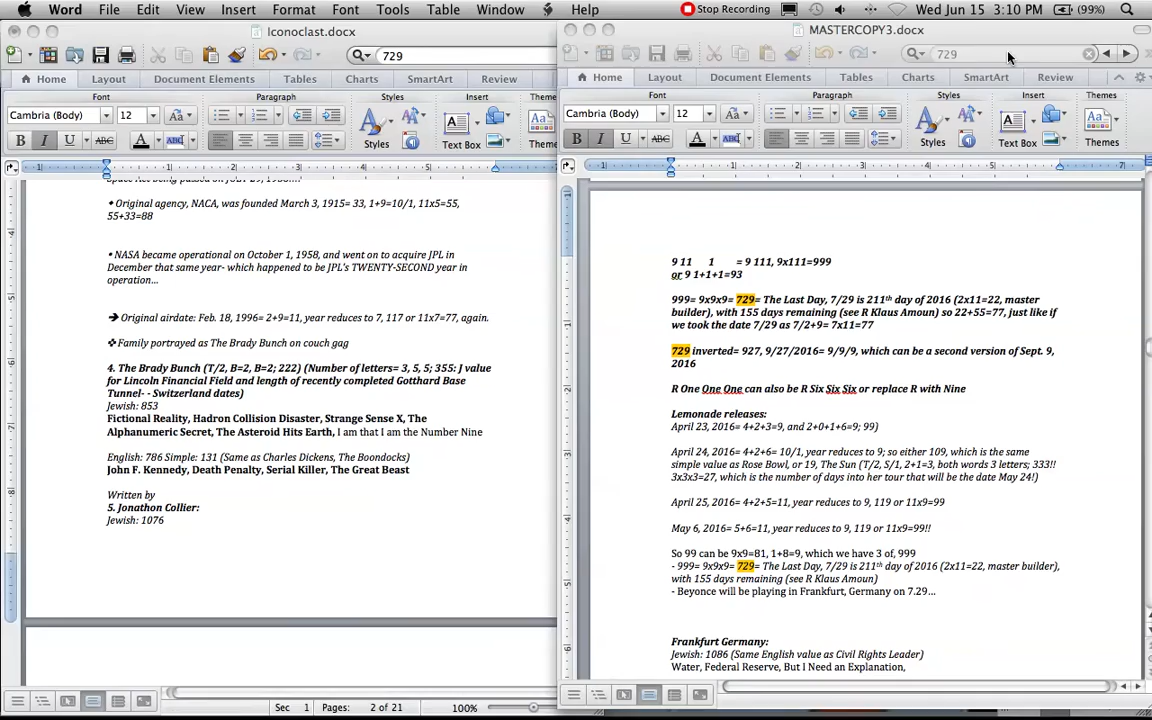 Word File Edit View Insert Format Font Tools Table Window Help Stop Recording Wed Jun 15 3:10 PM (99%)
Iconoclast.docx
729
Home Layout Document Elements Tables Charts SmartArt Review
Font Paragraph Styles Insert Themes
Cambria (Body) 12 Aa
B I U ABC A ABC Styles Text Box Themes
Space Act being passed on JULY 29, 1958....
• Original agency, NACA, was founded March 3, 1915= 33, 1+9=10/1, 11x5=55,
55+33=88
• NASA became operational on October 1, 1958, and went on to acquire JPL in
December that same year- which happened to be JPL's TWENTY-SECOND year in
operation…
➔ Original airdate: Feb. 18, 1996= 2+9=11, year reduces to 7, 117 or 11x7=77, again.
❖Family portrayed as The Brady Bunch on couch gag
4. The Brady Bunch (T/2, B=2, B=2; 222) (Number of letters= 3, 5, 5; 355: J value
for Lincoln Financial Field and length of recently completed Gotthard Base
Tunnel- - Switzerland dates)
Jewish: 853
Fictional Reality, Hadron Collision Disaster, Strange Sense X, The
Alphanumeric Secret, The Asteroid Hits Earth, I am that I am the Number Nine
English: 786 Simple: 131 (Same as Charles Dickens, The Boondocks)
John F. Kennedy, Death Penalty, Serial Killer, The Great Beast
Written by
5. Jonathon Collier:
Jewish: 1076
Sec 1 Pages: 2 of 21 100%
MASTERCOPY3.docx
729
Home Layout Document Elements Tables Charts SmartArt Review
Font Paragraph Styles Insert Themes
Cambria (Body) 12 Aa
B I U ABC A ABC Styles Text Box Themes
9 11 1 = 9 111, 9x111=999
or 9 1+1+1=93
999= 9x9x9= 729= The Last Day, 7/29 is 211th day of 2016 (2x11=22, master
builder), with 155 days remaining (see R Klaus Amoun) so 22+55=77, just like if
we took the date 7/29 as 7/2+9= 7x11=77
729 inverted= 927, 9/27/2016= 9/9/9, which can be a second version of Sept. 9,
2016
R One One One can also be R Six Six Six or replace R with Nine
Lemonade releases:
April 23, 2016= 4+2+3=9, and 2+0+1+6=9; 99)
April 24, 2016= 4+2+6= 10/1, year reduces to 9; so either 109, which is the same
simple value as Rose Bowl, or 19, The Sun (T/2, S/1, 2+1=3, both words 3 letters; 333!!
3x3x3=27, which is the number of days into her tour that will be the date May 24!)
April 25, 2016= 4+2+5=11, year reduces to 9, 119 or 11x9=99
May 6, 2016= 5+6=11, year reduces to 9, 119 or 11x9=99!!
So 99 can be 9x9=81, 1+8=9, which we have 3 of, 999
- 999= 9x9x9= 729= The Last Day, 7/29 is 211th day of 2016 (2x11=22, master builder),
with 155 days remaining (see R Klaus Amoun)
- Beyonce will be playing in Frankfurt, Germany on 7.29…
Frankfurt Germany:
Jewish: 1086 (Same English value as Civil Rights Leader)
Water, Federal Reserve, But I Need an Explanation,